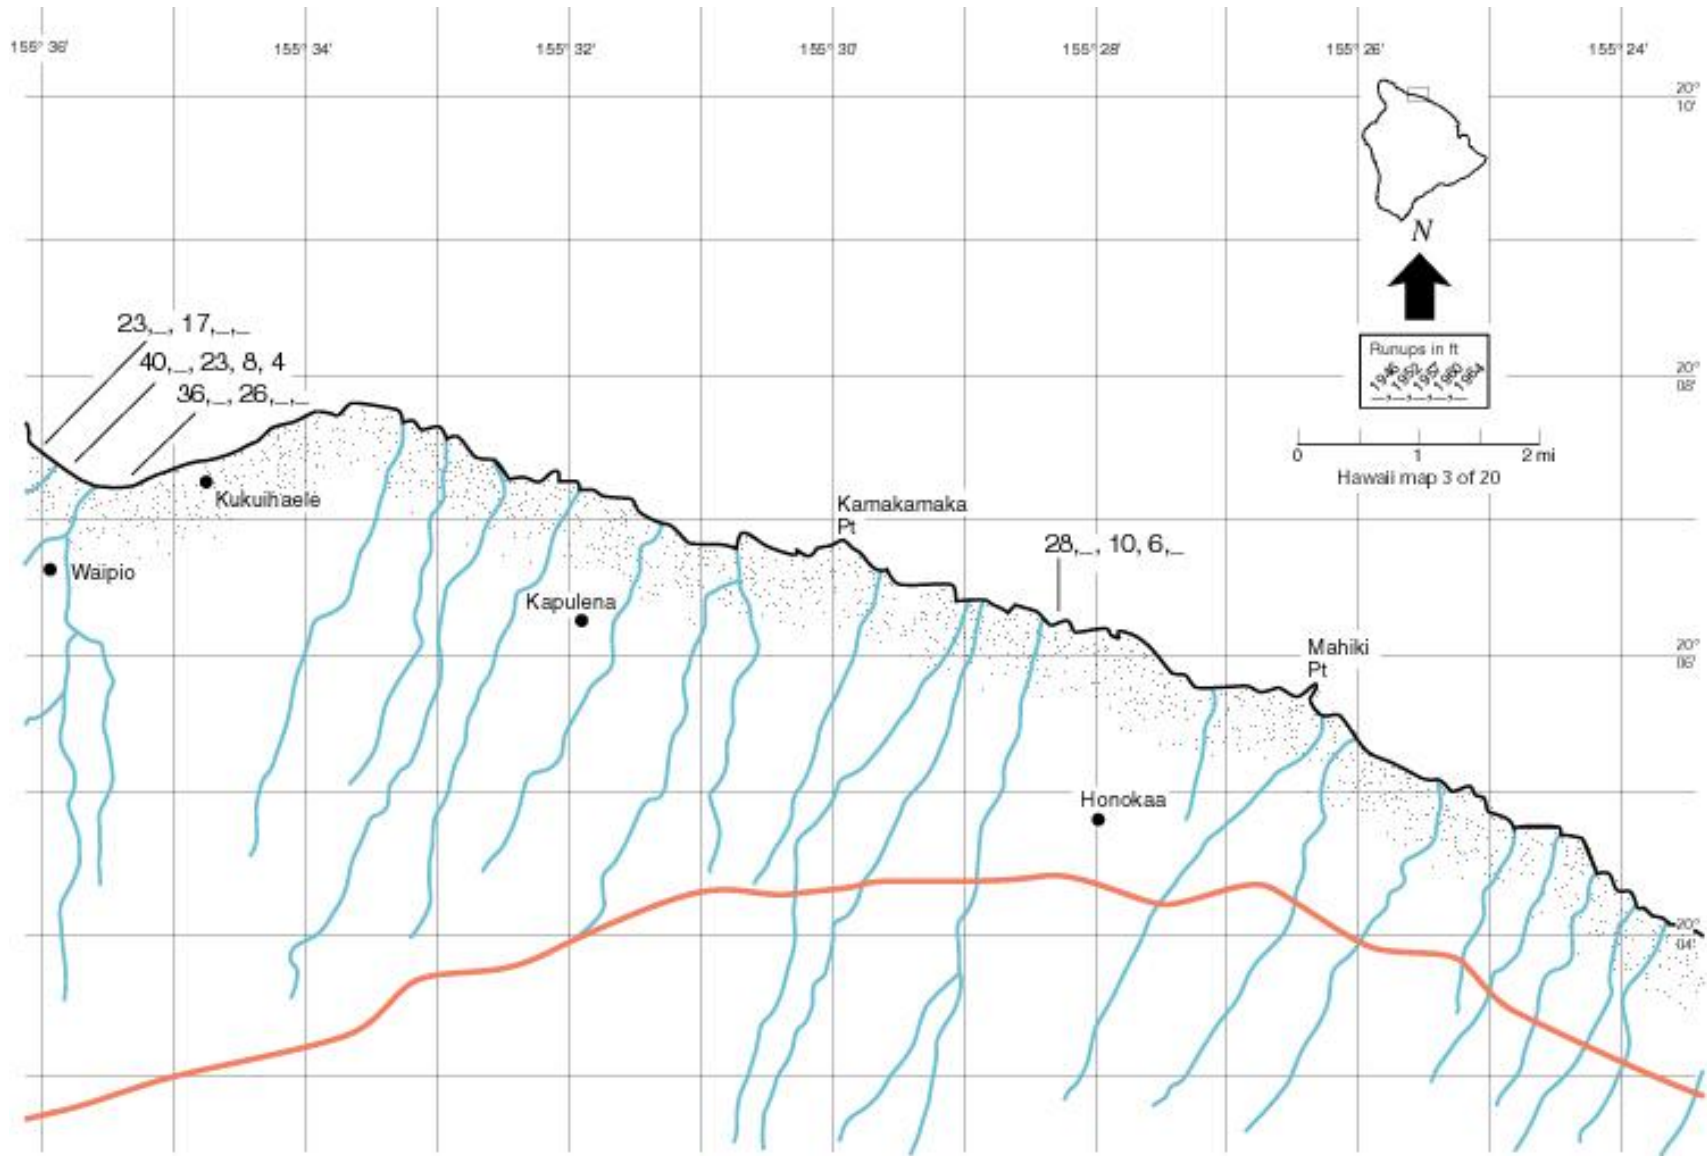 155° 36' 155° 34' 155° 32' 155° 30' 155° 28' 155° 26' 155° 24'
20°
10'
N
23,_, 17,_,_
40,_, 23, 8, 4
36,_, 26,_,_
Runups in ft
1946 1952 1957 1960 1964
_,_,_,_,_
20°
08'
0 1 2 mi
Hawaii map 3 of 20
Kukuihaele
Kamakamaka
Pt
28,_, 10, 6,_
Waipio
Kapulena
Mahiki
Pt
20°
06'
Honokaa
20°
04'